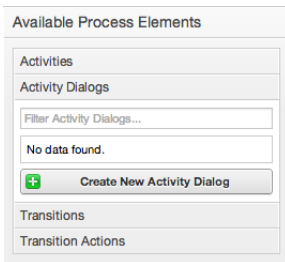 Available Process Elements
Activities
Activity Dialogs
Filter Activity Dialogs...
No data found.
Create New Activity Dialog
Transitions
Transition Actions